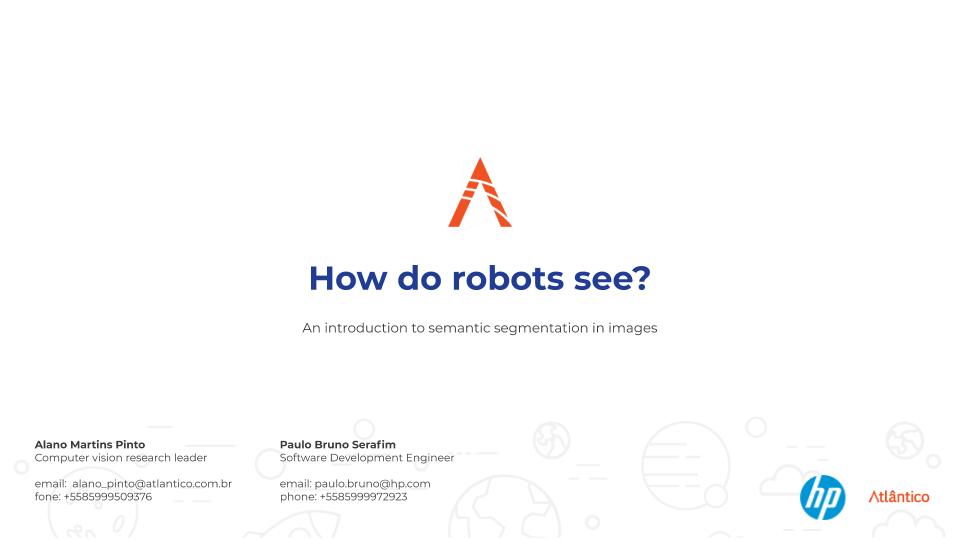 How do robots see?
An introduction to semantic segmentation in images
Alano Martins Pinto
Computer vision research leader
email:  alano_pinto@atlantico.com.br
fone: +5585999509376
Paulo Bruno Serafim
Software Development Engineer
email: paulo.bruno@hp.com
phone: +5585999972923
hp
Atlântico